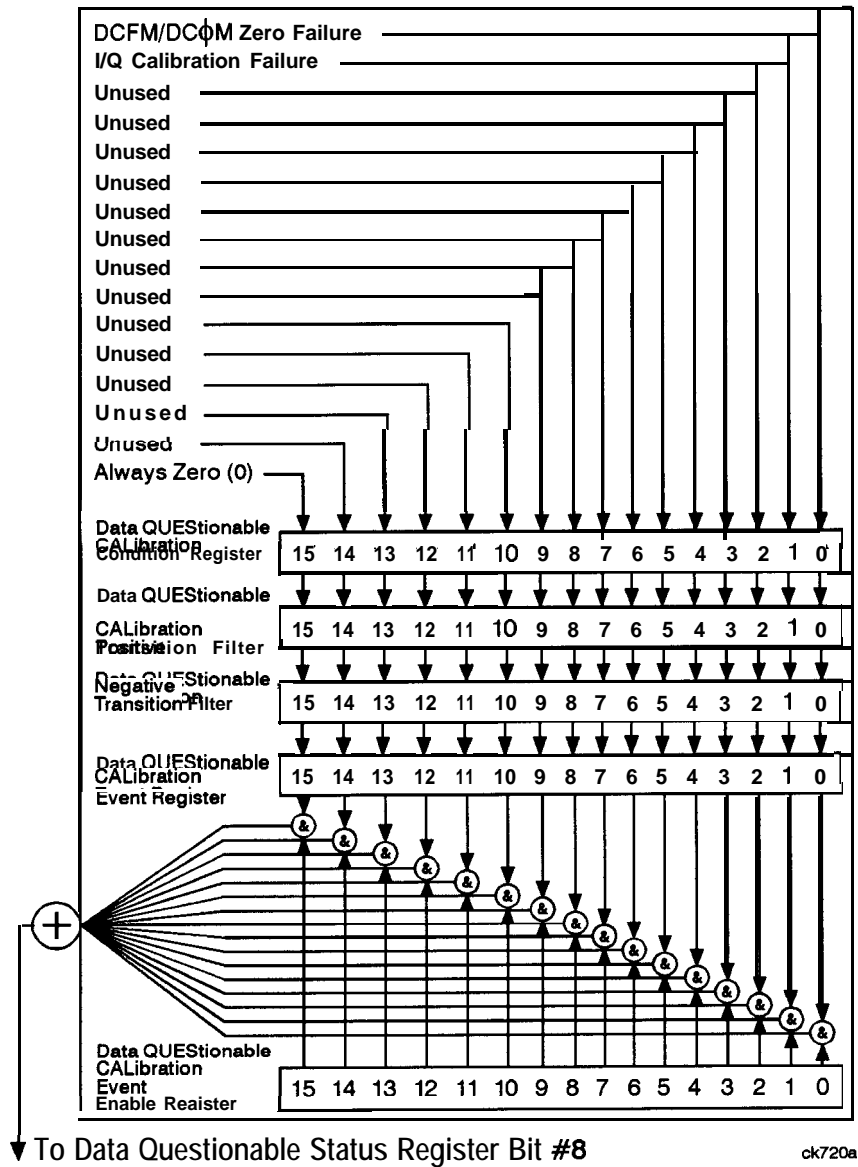 DCFM/DCϕM Zero Failure
I/Q Calibration Failure
Unused
Unused
Unused
Unused
Unused
Unused
Unused
Unused
Unused
Unused
Unused
Unused
Unused
Always Zero (0)
Data QUEStionable
CALibration
Condition Register
15 14 13 12 11 10 9 8 7 6 5 4 3 2 1 0
Data QUEStionable
CALibration
Positive
Transition Filter
15 14 13 12 11 10 9 8 7 6 5 4 3 2 1 0
Data QUEStionable
Negative
Transition Filter
15 14 13 12 11 10 9 8 7 6 5 4 3 2 1 0
Data QUEStionable
CALibration
Event Register
15 14 13 12 11 10 9 8 7 6 5 4 3 2 1 0
& & & & & & & & & & & & & & & &
+
Data QUEStionable
CALibration
Event
Enable Reaister
15 14 13 12 11 10 9 8 7 6 5 4 3 2 1 0
To Data Questionable Status Register Bit #8
ck720a